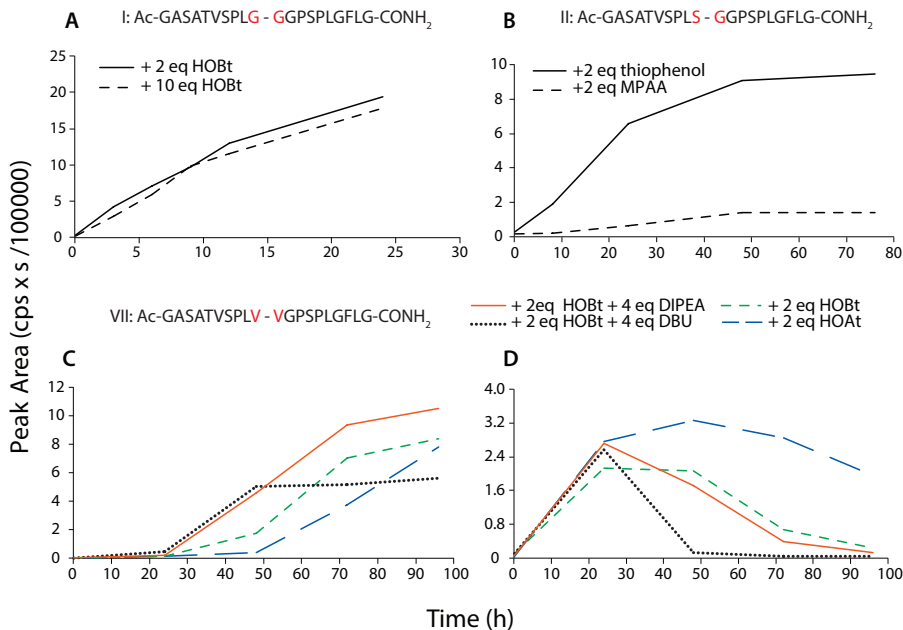 A
I: Ac-GASATVSPLG - GGPSPLGFLG-CONH2
+ 2 eq HOBt
+ 10 eq HOBt
25
20
15
10
5
0
0 5 10 15 20 25 30
B
II: Ac-GASATVSPLS - GGPSPLGFLG-CONH2
+2 eq thiophenol
+2 eq MPAA
10
8
6
4
2
0
0 10 20 30 40 50 60 70 80
Peak Area (cps x s /100000)
VII: Ac-GASATVSPLV - VGPSPLGFLG-CONH2
+ 2eq HOBt + 4 eq DIPEA
+ 2 eq HOBt
+ 2 eq HOBt + 4 eq DBU
+ 2 eq HOAt
C
12
10
8
6
4
2
0
0 10 20 30 40 50 60 70 80 90 100
D
4.0
3.2
2.4
1.6
0.8
0
0 10 20 30 40 50 60 70 80 90 100
Time (h)